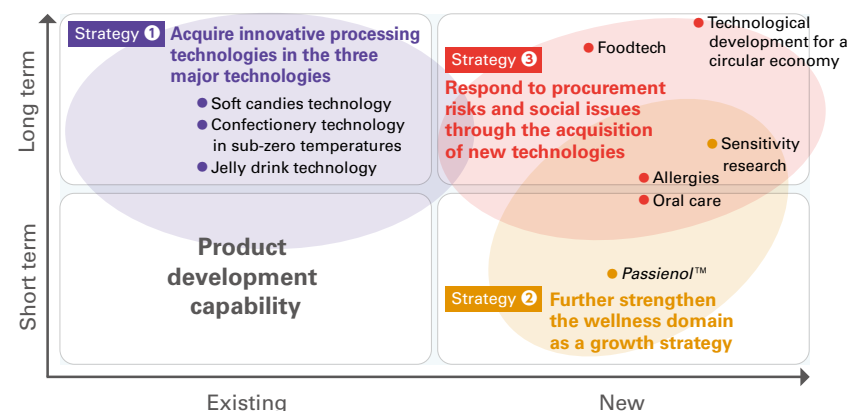 Long term
Short term
Strategy ❶
Acquire innovative processing
technologies in the three
major technologies
Soft candies technology
Confectionery technology
in sub-zero temperatures
Jelly drink technology
Technological
development for a
circular economy
Foodtech
Strategy ❸
Respond to procurement
risks and social issues
through the acquisition
of new technologies
Sensitivity
research
Allergies
Oral care
Product
development
capability
Passienol™
Strategy ❷
Further strengthen
the wellness domain
as a growth strategy
Existing
New